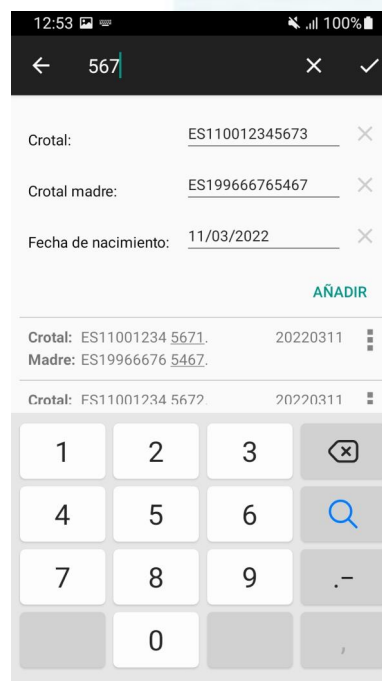 12:53 100%
567
Crotal: ES110012345673
Crotal madre: ES199666765467
Fecha de nacimiento: 11/03/2022
AÑADIR
Crotal: ES11001234 5671. 20220311
Madre: ES19966676 5467.
Crotal: ES11001234 5672. 20220311
1 2 3
4 5 6
7 8 9 .-
0 ,